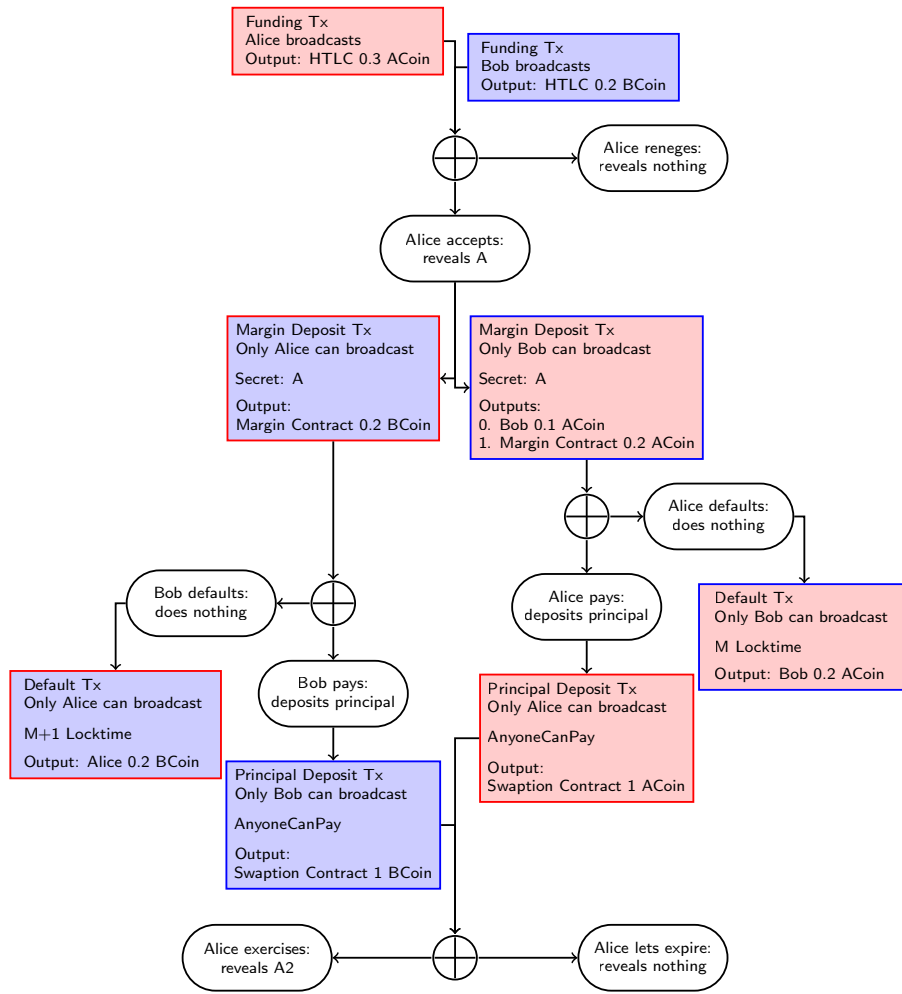 Funding Tx
Alice broadcasts
Output: HTLC 0.3 ACoin
Funding Tx
Bob broadcasts
Output: HTLC 0.2 BCoin
Alice reneges:
reveals nothing
Alice accepts:
reveals A
Margin Deposit Tx
Only Alice can broadcast
Secret: A
Output:
Margin Contract 0.2 BCoin
Margin Deposit Tx
Only Bob can broadcast
Secret: A
Outputs:
0. Bob 0.1 ACoin
1. Margin Contract 0.2 ACoin
Alice defaults:
does nothing
Bob defaults:
does nothing
Alice pays:
deposits principal
Default Tx
Only Bob can broadcast
M Locktime
Output: Bob 0.2 ACoin
Default Tx
Only Alice can broadcast
M+1 Locktime
Output: Alice 0.2 BCoin
Bob pays:
deposits principal
Principal Deposit Tx
Only Alice can broadcast
AnyoneCanPay
Output:
Swaption Contract 1 ACoin
Principal Deposit Tx
Only Bob can broadcast
AnyoneCanPay
Output:
Swaption Contract 1 BCoin
Alice exercises:
reveals A2
Alice lets expire:
reveals nothing